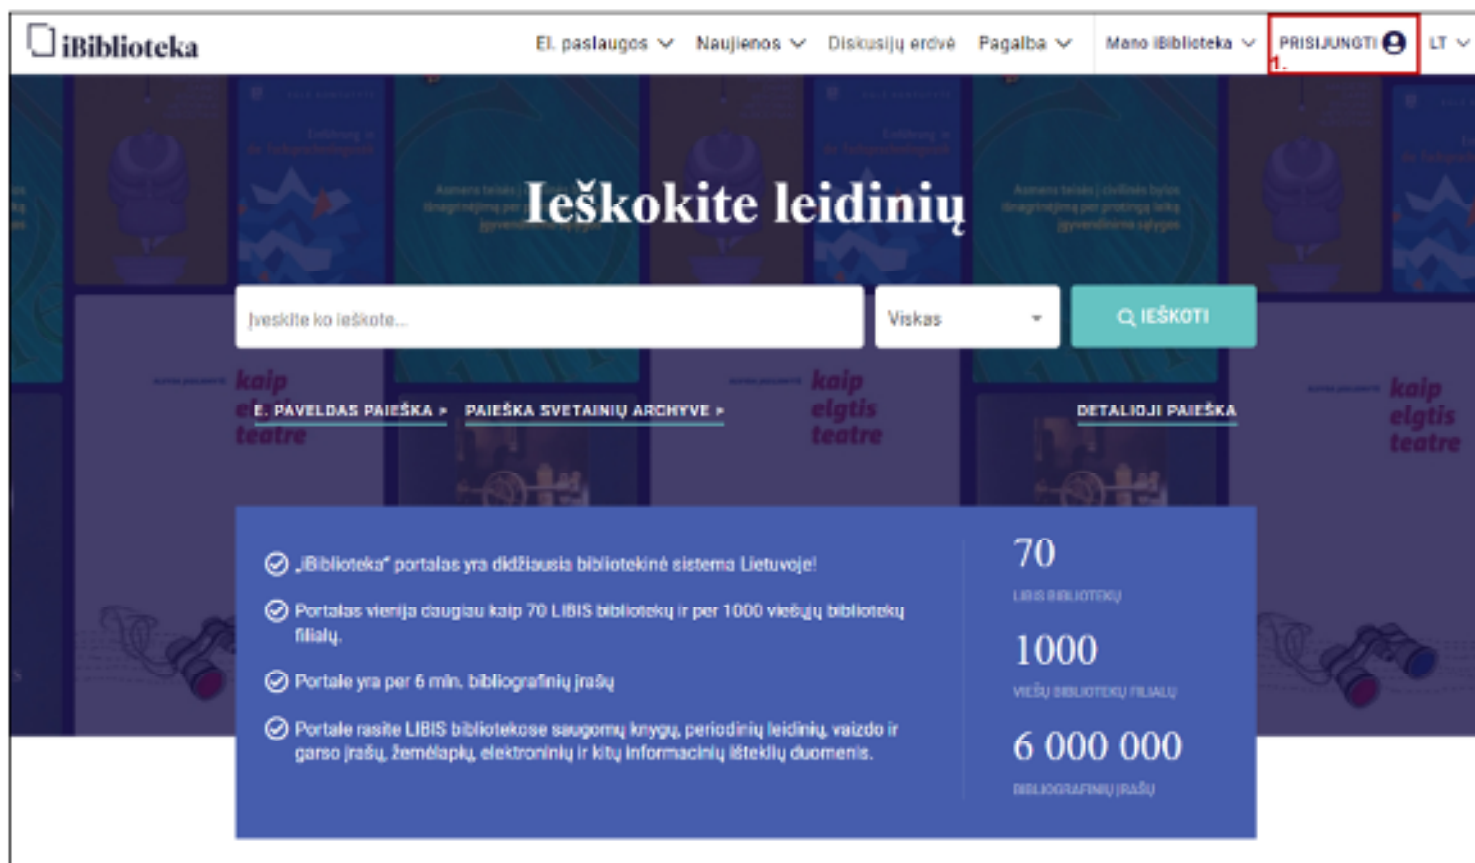 iBiblioteka
El. paslaugos Naujienos Diskusijų erdvė Pagalba Mano iBiblioteka PRISIJUNGTI LT
1.
Ieškokite leidinių
Įveskite ko ieškote...
Viskas
IEŠKOTI
E. PAVELDAS PAIEŠKA PAIEŠKA SVETAINIŲ ARCHYVE DETALIOJI PAIEŠKA
kaip elgtis teatre
kaip elgtis teatre
kaip elgtis teatre
„iBiblioteka“ portalas yra didžiausia bibliotekinė sistema Lietuvoje!
Portalas vienija daugiau kaip 70 LIBIS bibliotekų ir per 1000 viešųjų bibliotekų
filialų.
Portale yra per 6 mln. bibliografinių įrašų
Portale rasite LIBIS bibliotekose saugomų knygų, periodinių leidinių, vaizdo ir
garso įrašų, žemėlapių, elektroninių ir kitų informacinių išteklių duomenis.
70
LIBIS BIBLIOTEKŲ
1000
VIEŠŲ BIBLIOTEKŲ FILIALŲ
6 000 000
BIBLIOGRAFINIŲ ĮRAŠŲ